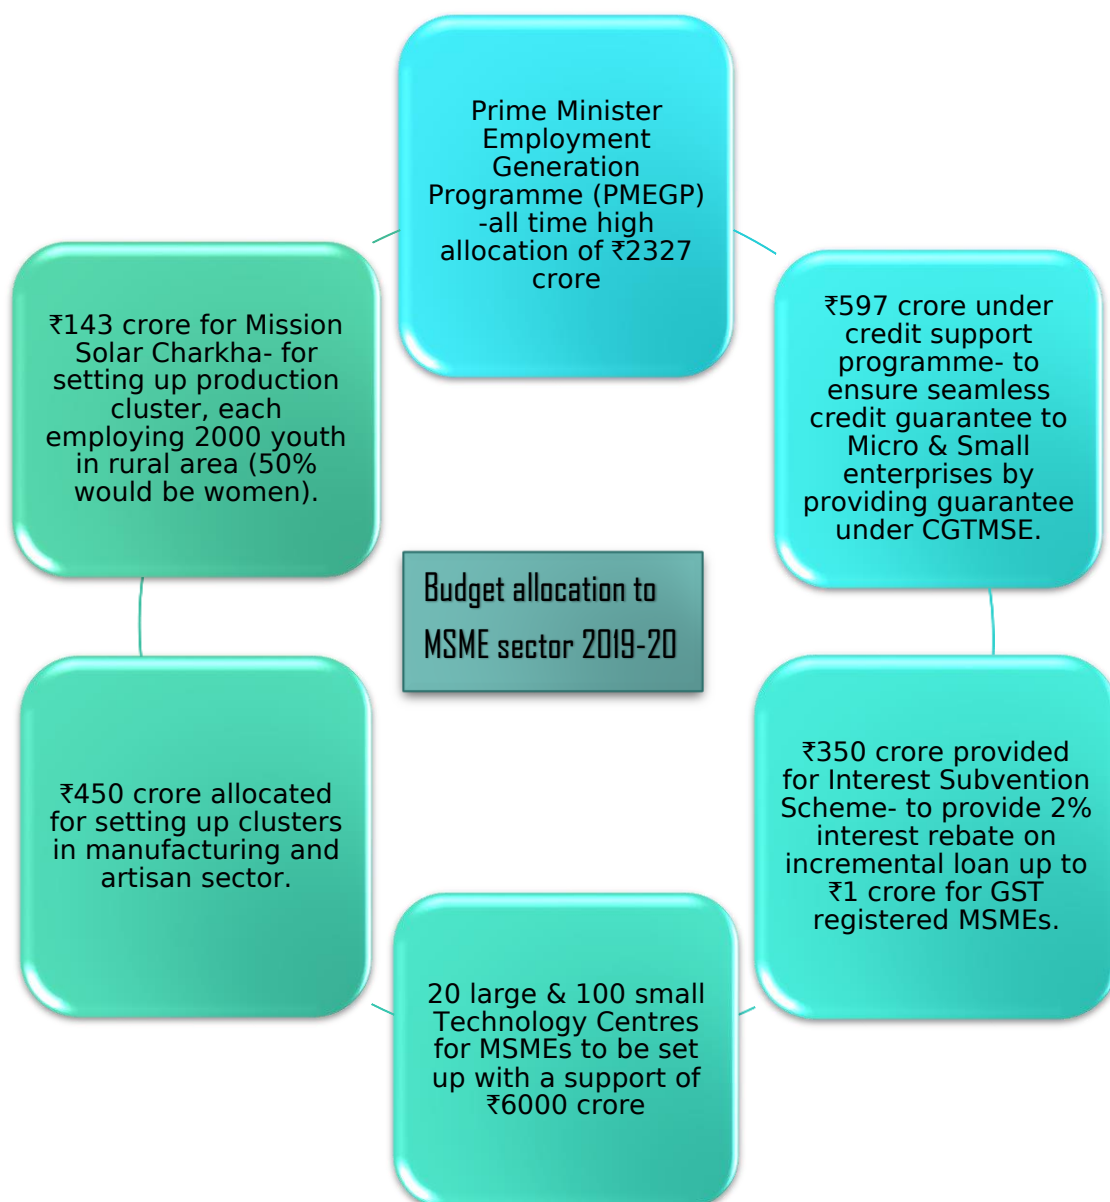 Prime Minister
Employment
Generation
Programme (PMEGP)
-all time high
allocation of ₹2327
crore
₹597 crore under
credit support
programme- to
ensure seamless
credit guarantee to
Micro & Small
enterprises by
providing guarantee
under CGTMSE.
₹350 crore provided
for Interest Subvention
Scheme- to provide 2%
interest rebate on
incremental loan up to
₹1 crore for GST
registered MSMEs.
20 large & 100 small
Technology Centres
for MSMEs to be set
up with a support of
₹6000 crore
₹450 crore allocated
for setting up clusters
in manufacturing and
artisan sector.
₹143 crore for Mission
Solar Charkha- for
setting up production
cluster, each
employing 2000 youth
in rural area (50%
would be women).
Budget allocation to
MSME sector 2019-20